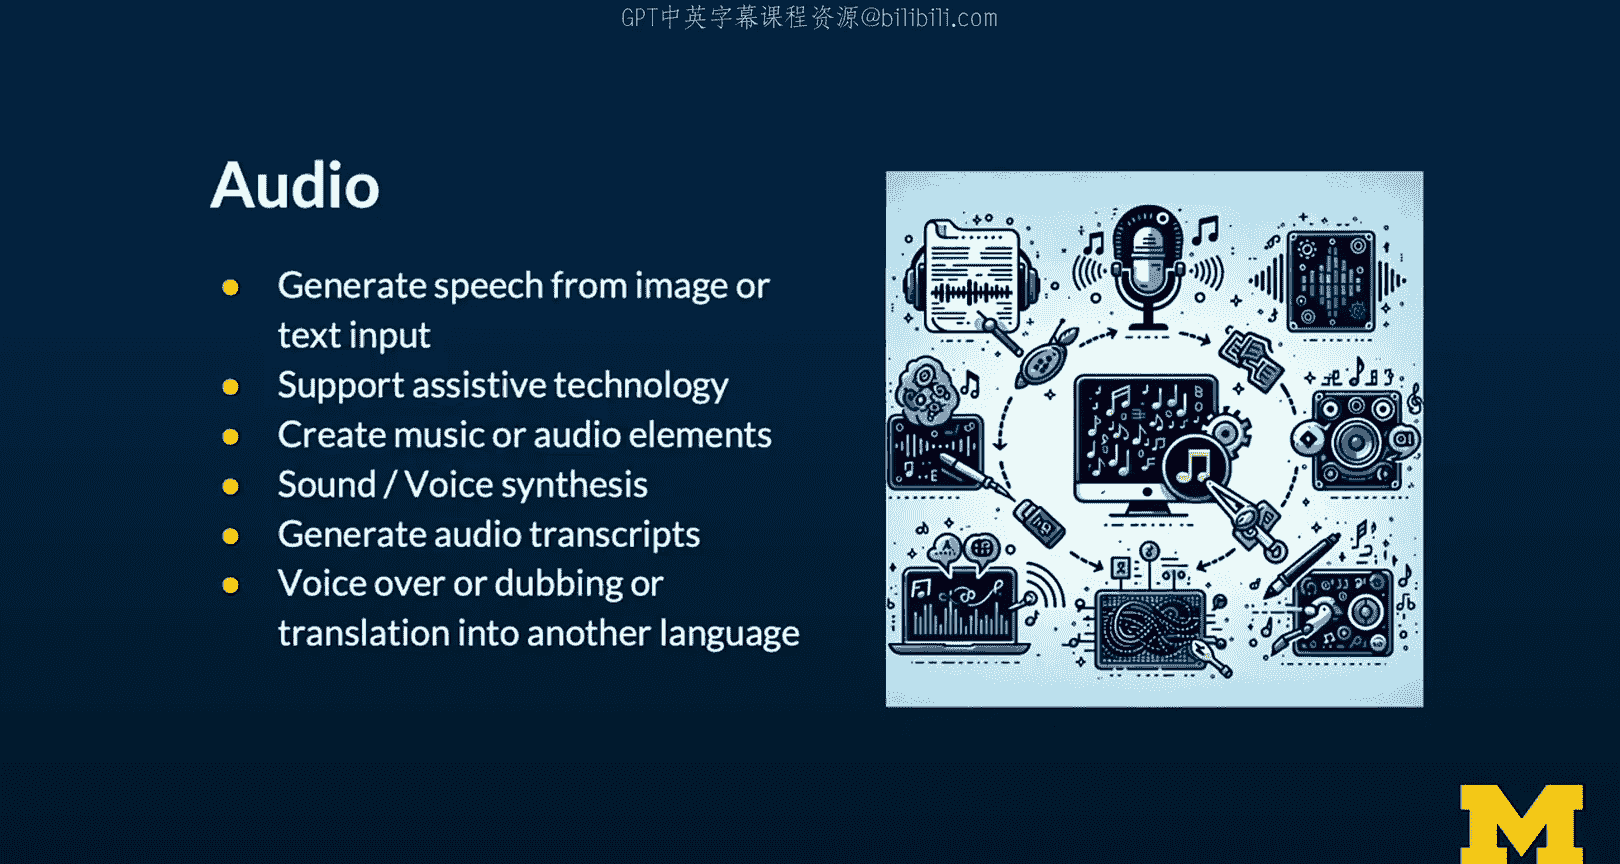 GPT中英字幕课程资源@bilibili.com
Audio
Generate speech from image or
text input
Support assistive technology
Create music or audio elements
Sound / Voice synthesis
Generate audio transcripts
Voice over or dubbing or
translation into another language
M